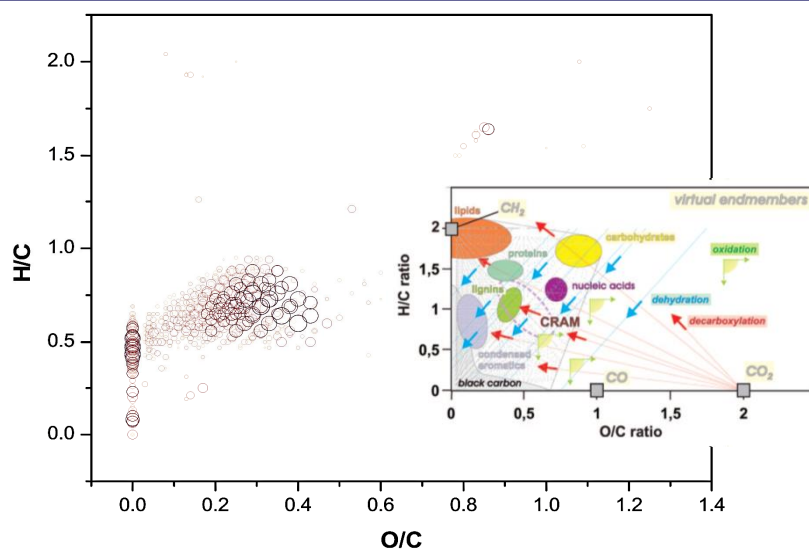 2.0
1.5
1.0
0.5
0.0
H/C
0.0
0.2
0.4
0.6
0.8
1.0
1.2
1.4
O/C
virtual endmembers
lipids
CH2
carbohydrates
proteins
oxidation
lignins
nucleic acids
dehydration
CRAM
decarboxylation
condensed
aromatics
black carbon
CO
CO2
2
1,5
1
0,5
0
H/C ratio
0
0,5
1
1,5
2
O/C ratio